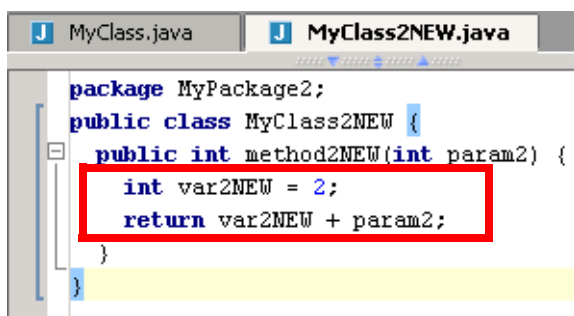 J MyClass.java J MyClass2NEW.java
package MyPackage2;
public class MyClass2NEW {
public int method2NEW(int param2) {
int var2NEW = 2;
return var2NEW + param2;
}
}